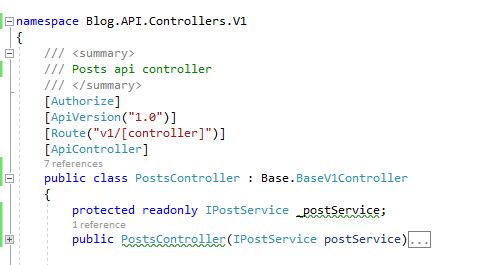 namespace Blog.API.Controllers.V1
{
/// <summary>
/// Posts api controller
/// </summary>
[Authorize]
[ApiVersion("1.0")]
[Route("v1/[controller]")]
[ApiController]
7 references
public class PostsController : Base.BaseV1Controller
{
protected readonly IPostService _postService;
1 reference
public PostsController(IPostService postService)...